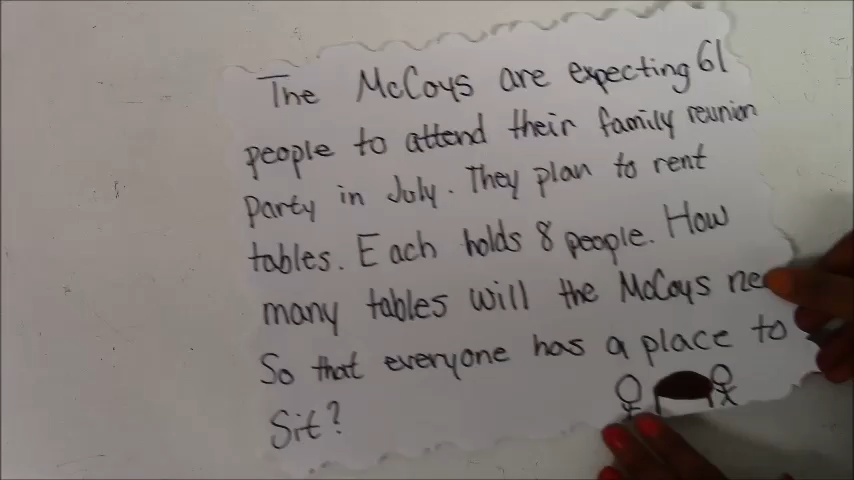 The McCoys are expecting 61
people to attend their family reunion
party in July. They plan to rent
tables. Each holds 8 people. How
many tables will the McCoys
So that everyone has a place to
Sit?